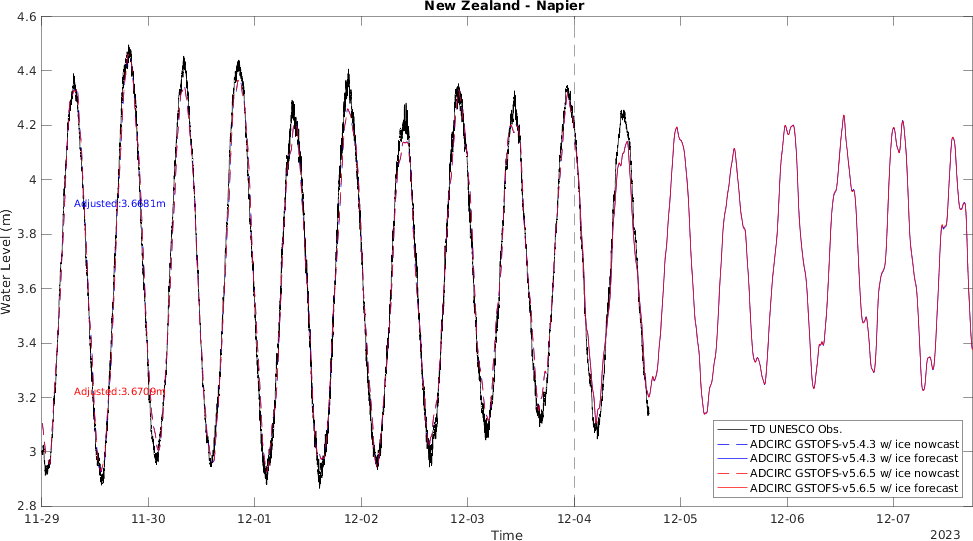 New Zealand - Napier
4.6
4.4
4.2
4
3.8
3.6
3.4
3.2
3
2.8
Water Level (m)
Adjusted:3.6681m
Adjusted:3.6709m
TD UNESCO Obs.
ADCIRC GSTOFS-v5.4.3 w/ ice nowcast
ADCIRC GSTOFS-v5.4.3 w/ ice forecast
ADCIRC GSTOFS-v5.6.5 w/ ice nowcast
ADCIRC GSTOFS-v5.6.5 w/ ice forecast
11-29 11-30 12-01 12-02 12-03 12-04 12-05 12-06 12-07
Time
2023